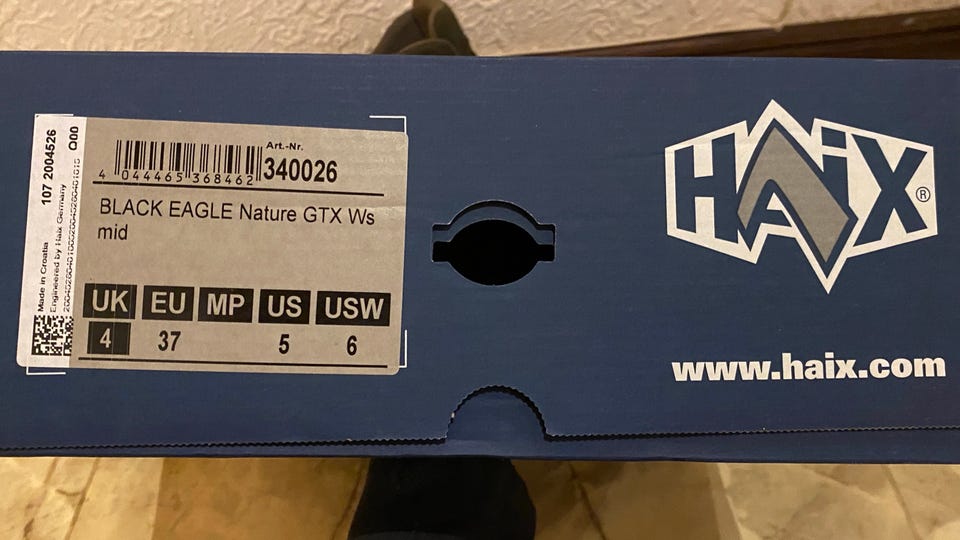 107 2004526 Q00
Made in Croatia
Engineered by Haix Germany
Art.-Nr.
4 044465 368462 340026
BLACK EAGLE Nature GTX Ws
mid
UK EU MP US USW
4 37 5 6
HAiX®
www.haix.com